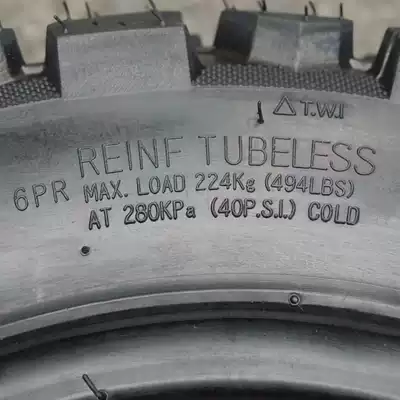 △T.W.I
REINF TUBELESS
6PR MAX. LOAD 224Kg (494LBS)
AT 280KPa (40P.S.I.) COLD